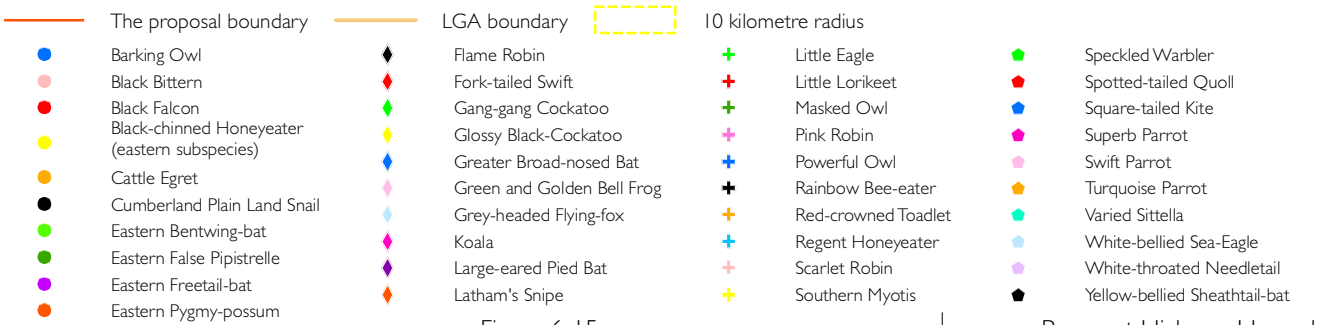 The proposal boundary
LGA boundary
10 kilometre radius
Barking Owl
Black Bittern
Black Falcon
Black-chinned Honeyeater
(eastern subspecies)
Cattle Egret
Cumberland Plain Land Snail
Eastern Bentwing-bat
Eastern False Pipistrelle
Eastern Freetail-bat
Eastern Pygmy-possum
Flame Robin
Fork-tailed Swift
Gang-gang Cockatoo
Glossy Black-Cockatoo
Greater Broad-nosed Bat
Green and Golden Bell Frog
Grey-headed Flying-fox
Koala
Large-eared Pied Bat
Latham's Snipe
Little Eagle
Little Lorikeet
Masked Owl
Pink Robin
Powerful Owl
Rainbow Bee-eater
Red-crowned Toadlet
Regent Honeyeater
Scarlet Robin
Southern Myotis
Speckled Warbler
Spotted-tailed Quoll
Square-tailed Kite
Superb Parrot
Swift Parrot
Turquoise Parrot
Varied Sittella
White-bellied Sea-Eagle
White-throated Needletail
Yellow-bellied Sheathtail-bat